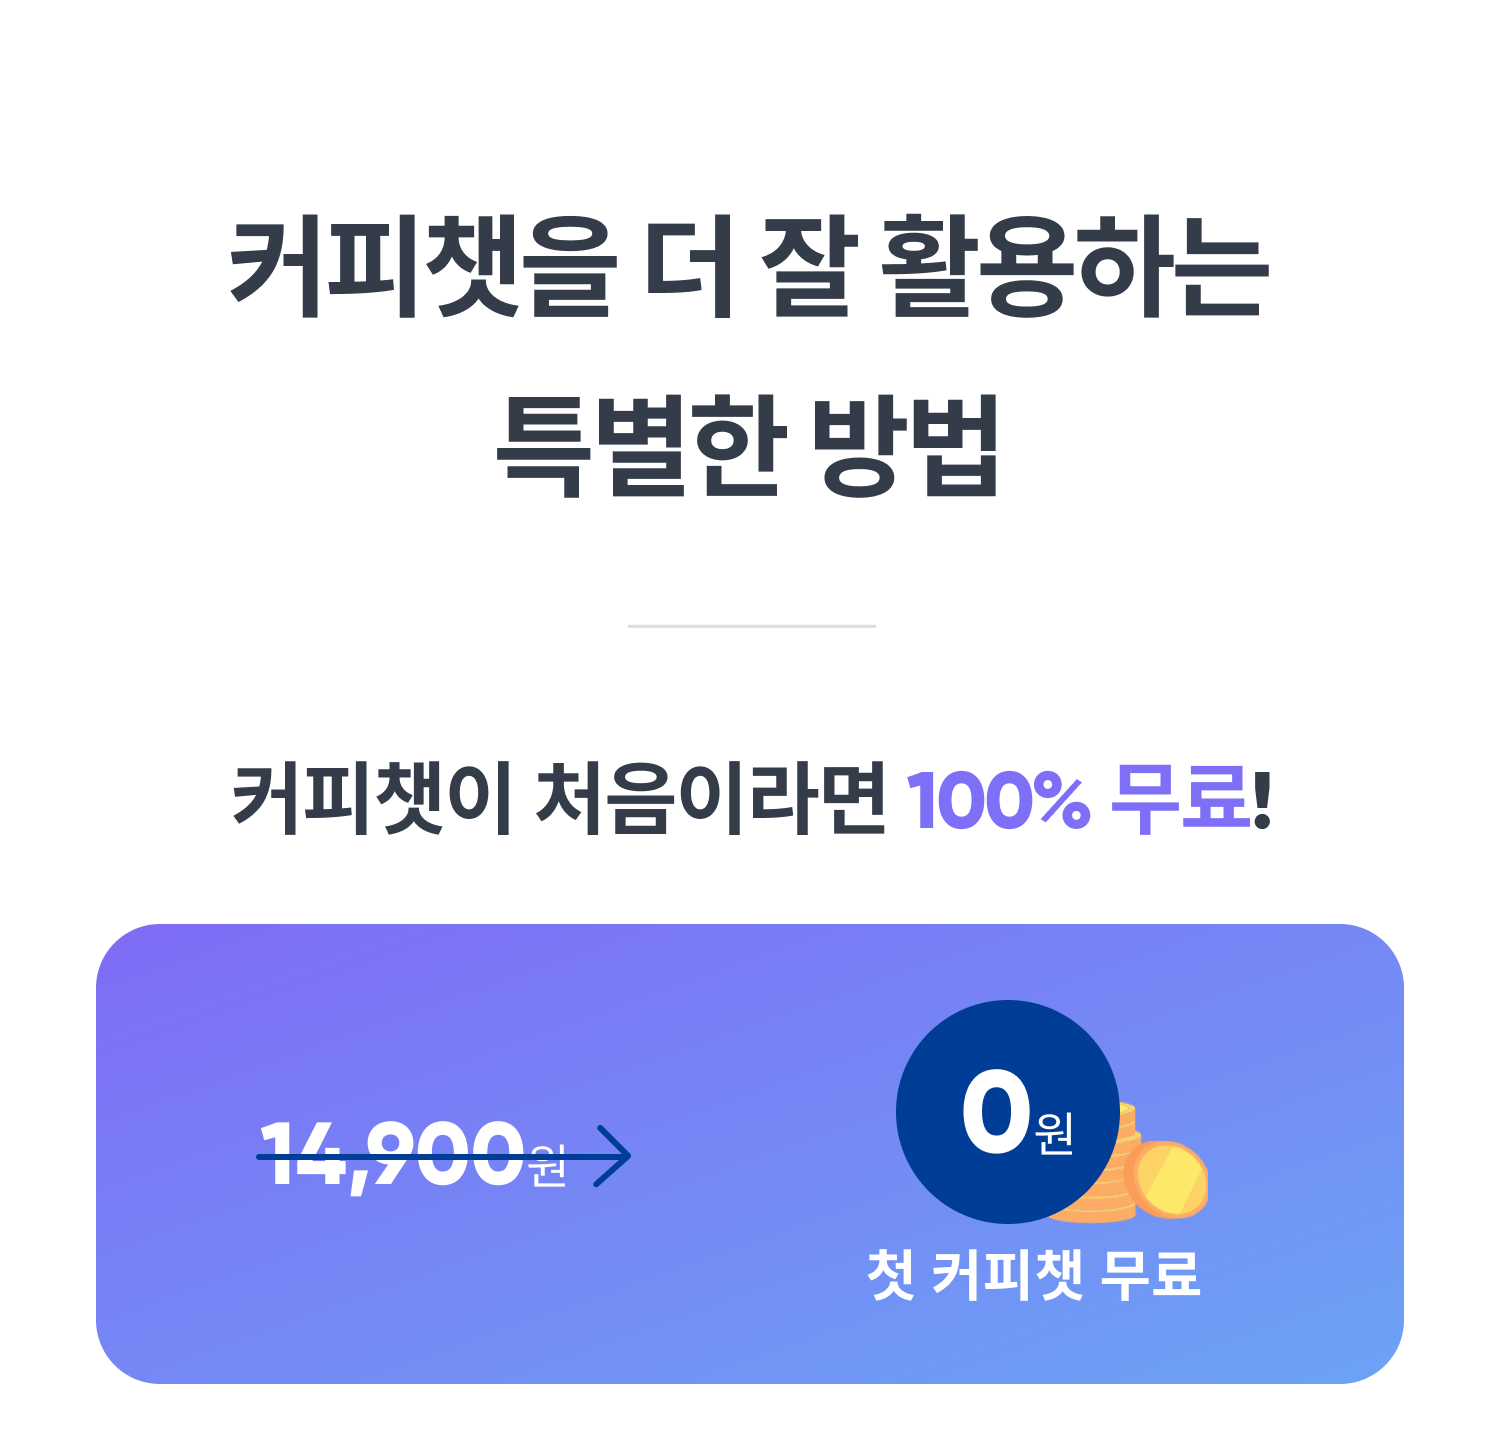 커피챗을 더 잘 활용하는
특별한 방법
커피챗이 처음이라면 100% 무료!
14,900원
0원
첫 커피챗 무료